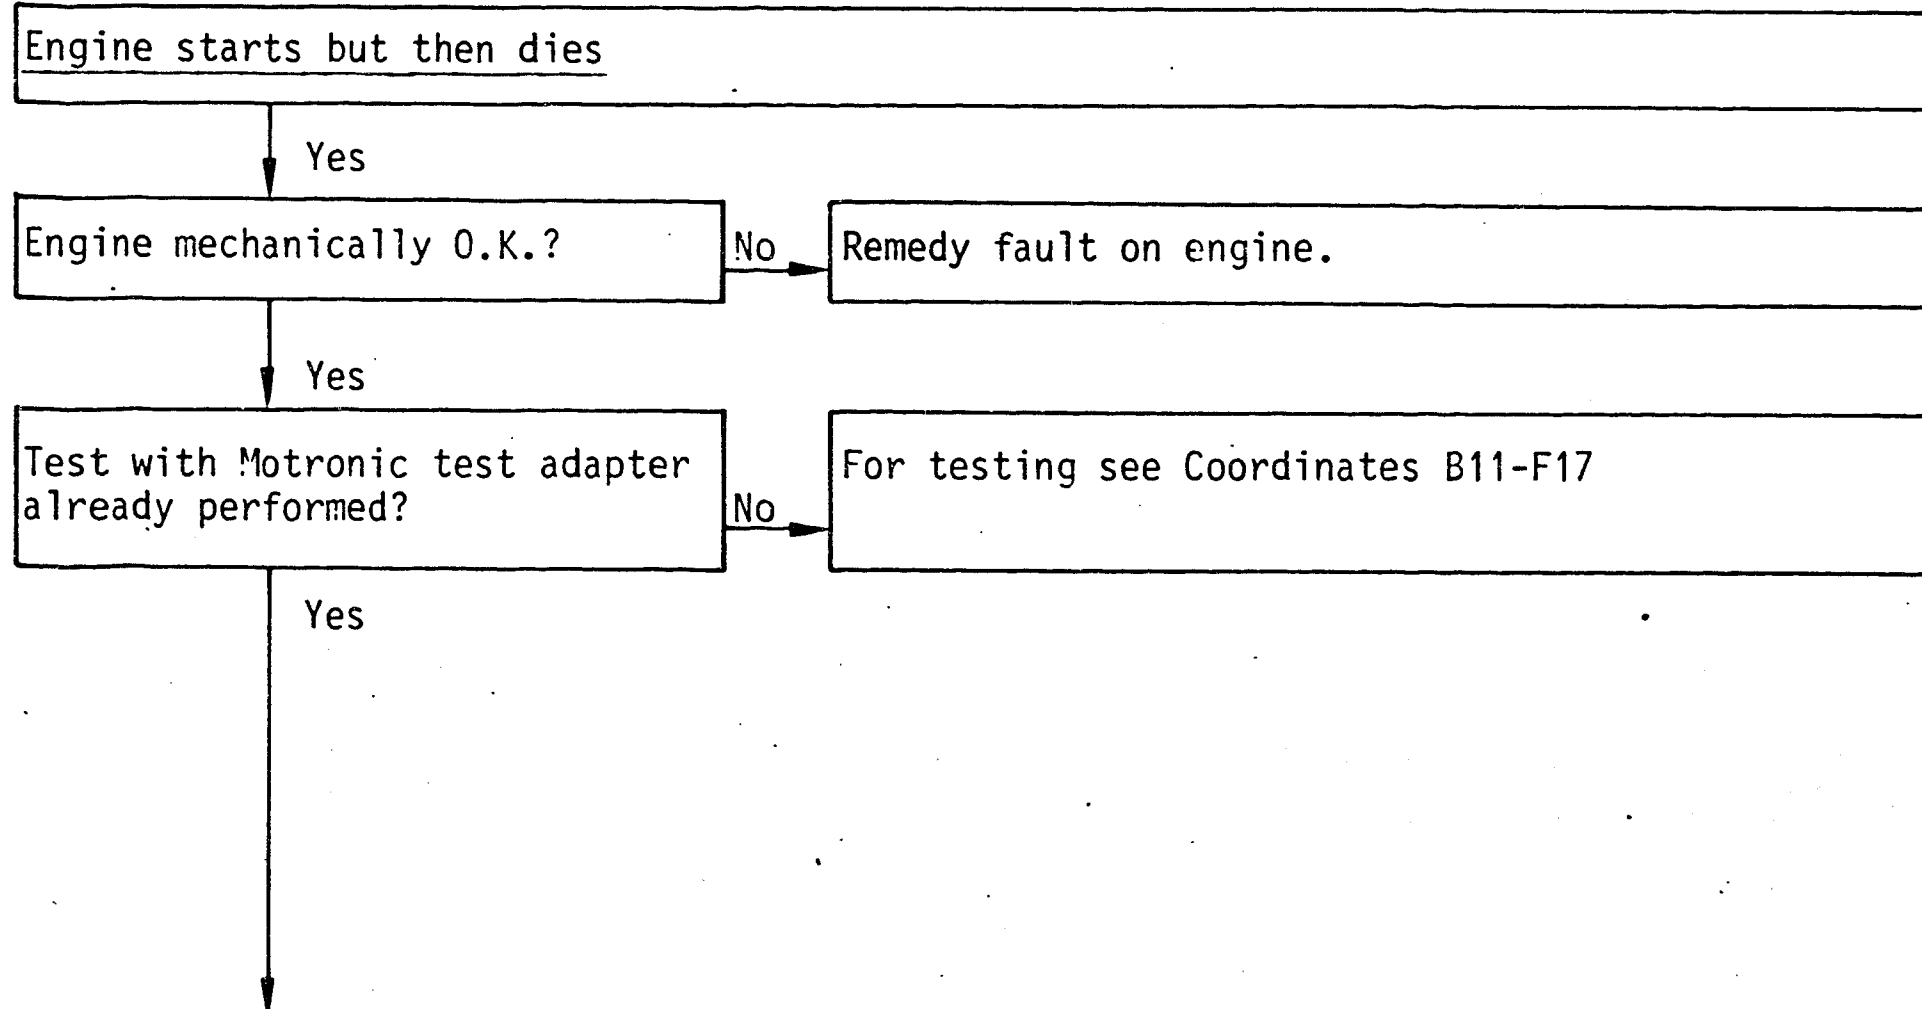 Engine starts but then dies
Yes
Engine mechanically O.K.?
No
Remedy fault on engine.
Yes
Test with Motronic test adapter
already performed?
No
For testing see Coordinates B11-F17
Yes